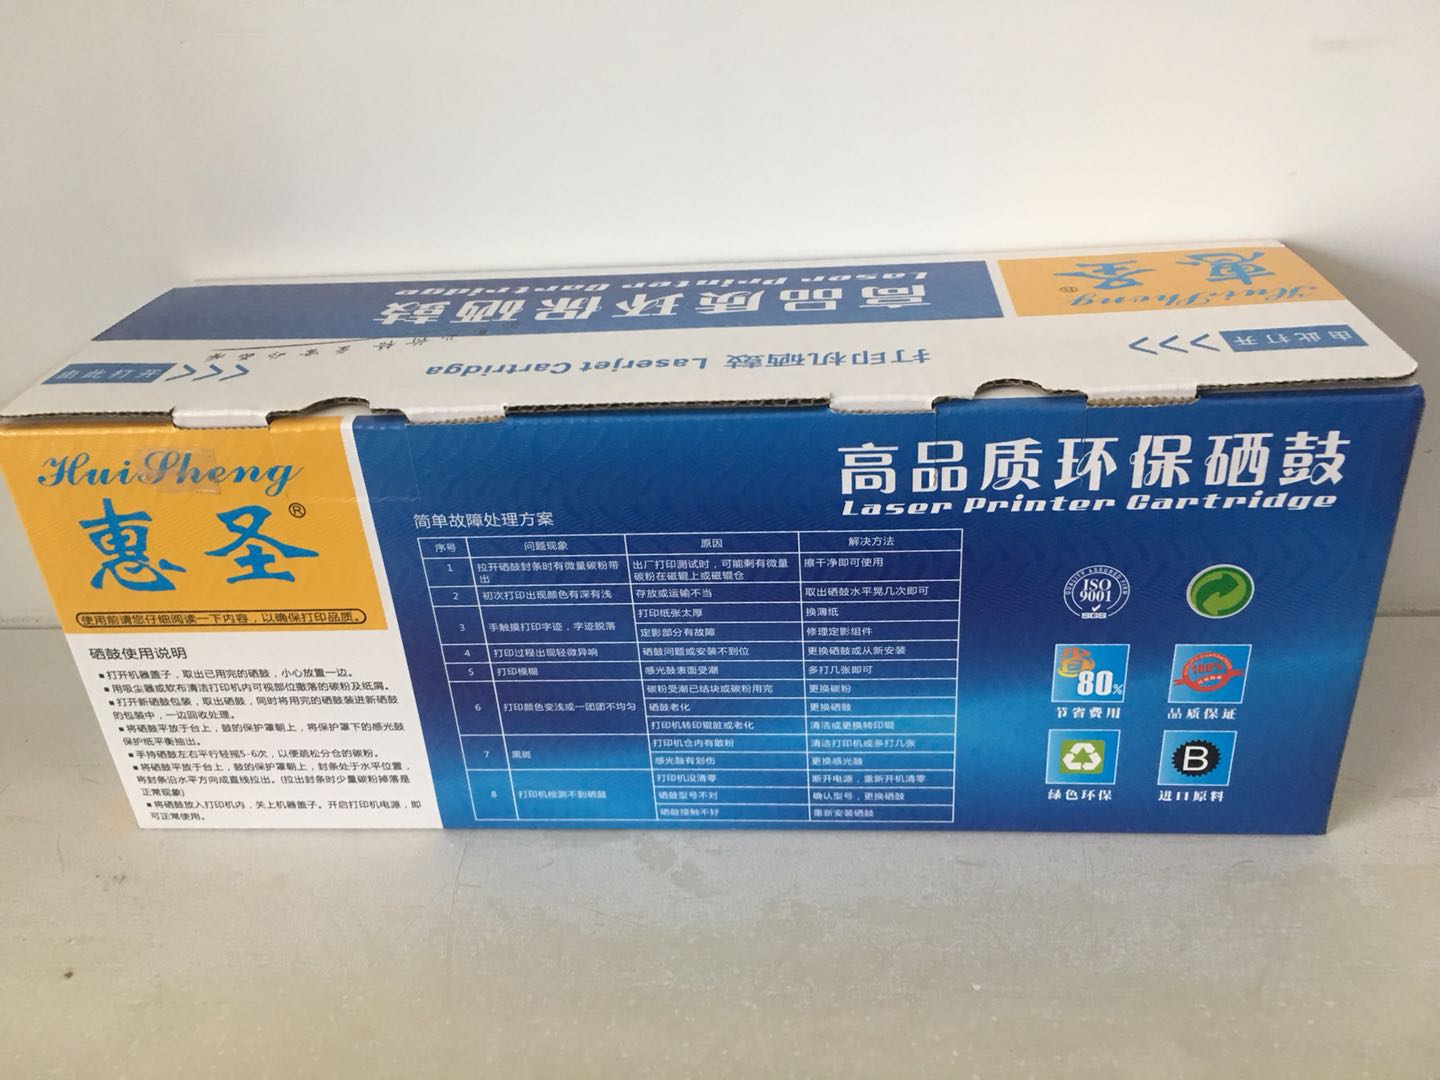 Laser Printer Cartridge
高品质环保硒鼓
HuiSheng
惠圣®
打印机硒鼓 Laserjet Cartridga
由此打开
由此打开
HuiSheng
惠圣®
使用前请您仔细阅读一下内容，以确保打印品质。
硒鼓使用说明
■打开机器盖子，取出已用完的硒鼓，小心放置一边。
■用吸尘器或软布清洁打印机内可视部位撒落的碳粉及纸屑。
■打开新硒鼓包装，取出硒鼓，同时将用完的硒鼓装进新硒鼓
的包装中，一边回收处理。
■将硒鼓平放于台上，鼓的保护罩朝上，将保护罩下的感光鼓
保护纸平衡抽出。
■手持硒鼓左右平行轻摇5-6次，以便疏松分仓的碳粉。
■将硒鼓平放于台上，鼓的保护罩朝上，封条处于水平位置，
将封条沿水平方向成直线拉出。(拉出封条时少量碳粉掉落是
正常现象)
■将硒鼓放入打印机内，关上机器盖子。开启打印机电源，即
可正常使用。
高品质环保硒鼓
Laser Printer Cartridge
简单故障处理方案
序号 问题现象 原因 解决方法
1 拉开硒鼓封条时有微量碳粉带出 出厂打印测试时，可能剩有微量碳粉在磁辊上或磁辊仓 擦干净即可使用
2 初次打印出现颜色有深有浅 存放或运输不当 取出硒鼓水平晃几次即可
3 手触摸打印字迹，字迹脱落 打印纸张太厚 换薄纸
定影部分有故障 修理定影组件
4 打印过程出现轻微异响 硒鼓问题或安装不到位 更换硒鼓或从新安装
5 打印模糊 感光鼓表面受潮 多打几张即可
6 打印颜色变浅或一团团不均匀 碳粉受潮已结块或碳粉用完 更换碳粉
硒鼓老化 更换硒鼓
打印机转印辊脏或老化 清洁或更换转印辊
7 黑斑 打印机仓内有散粉 清洁打印机或多打几张
感光鼓有划伤 更换感光鼓
8 打印机检测不到硒鼓 打印机没清零 断开电源，重新开机清零
硒鼓型号不对 确认型号，更换硒鼓
硒鼓接触不好 重新安装硒鼓
QUALITY ASSURED FIRM
ISO
9001
SGS
省
80%
节省费用
100%
品质保证
绿色环保
B
进口原料